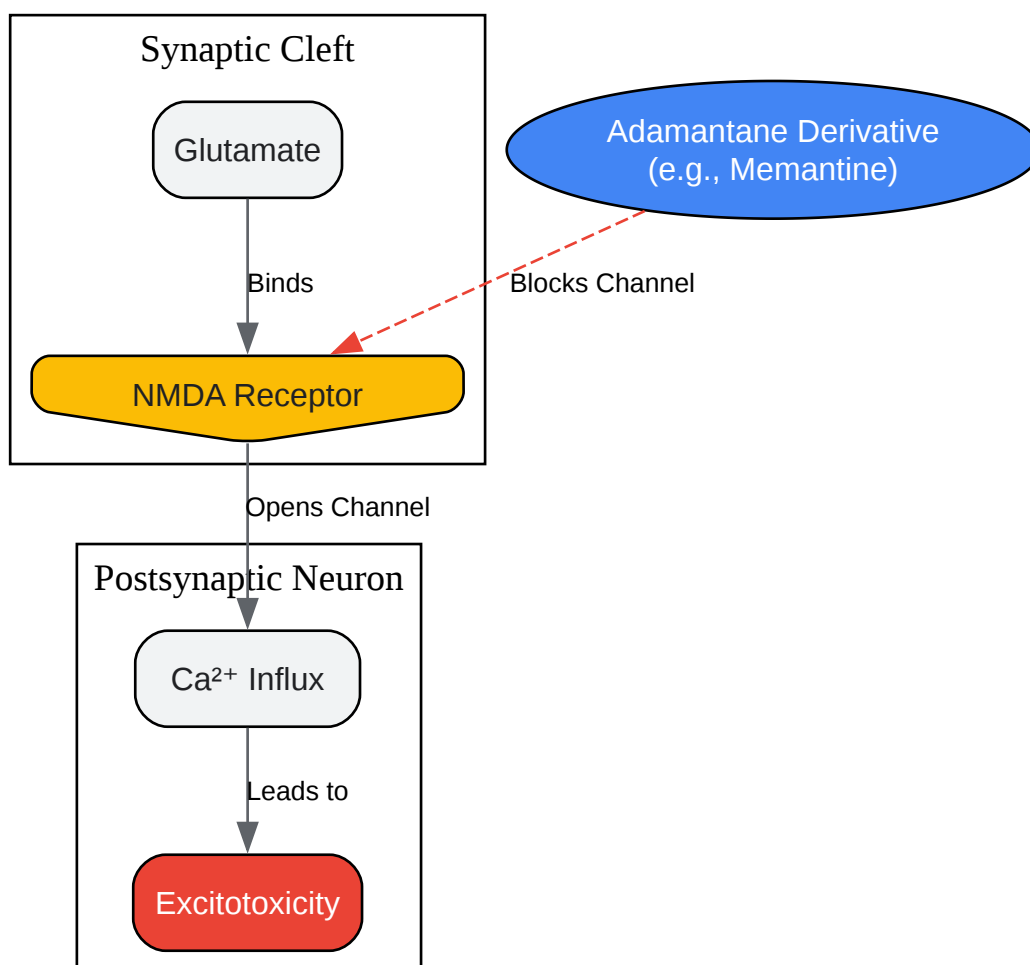 Synaptic Cleft
Glutamate
Adamantane Derivative
(e.g., Memantine)
Binds
Blocks Channel
NMDA Receptor
Opens Channel
Postsynaptic Neuron
Ca²⁺ Influx
Leads to
Excitotoxicity